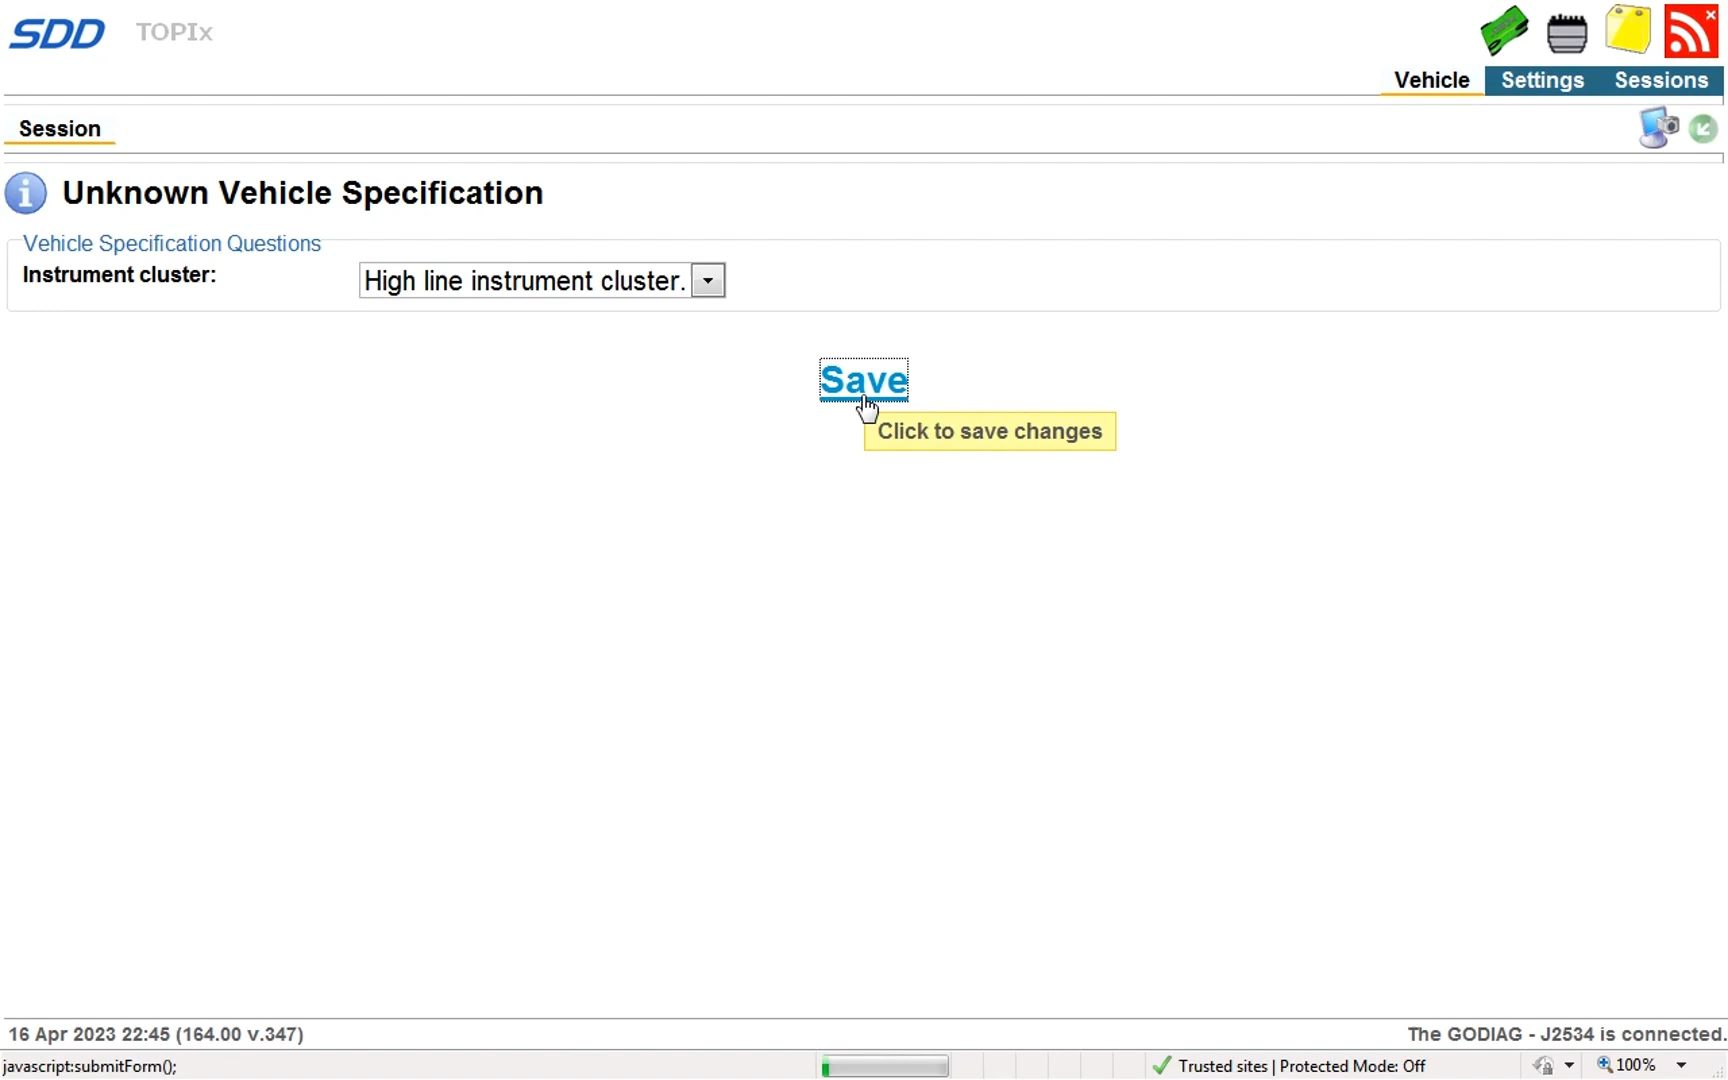 SDD TOPIx
Vehicle Settings Sessions
Session
Unknown Vehicle Specification
Vehicle Specification Questions
Instrument cluster: High line instrument cluster.
Save
Click to save changes
16 Apr 2023 22:45 (164.00 v.347) The GODIAG - J2534 is connected.
javascript:submitForm(); Trusted sites | Protected Mode: Off 100%